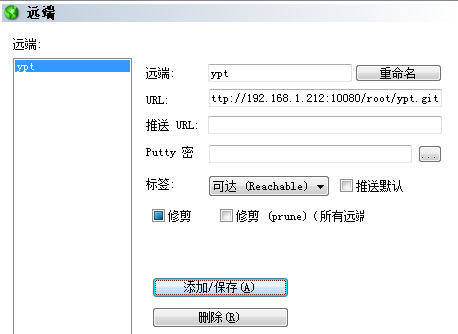 远端
远端:
ypt
远端: ypt 重命名
URL: ttp://192.168.1.212:10080/root/ypt.git
推送 URL:
Putty 密 ...
标签: 可达 (Reachable) 推送默认
修剪 修剪 (prune) (所有远端
添加/保存(A)
删除(R)